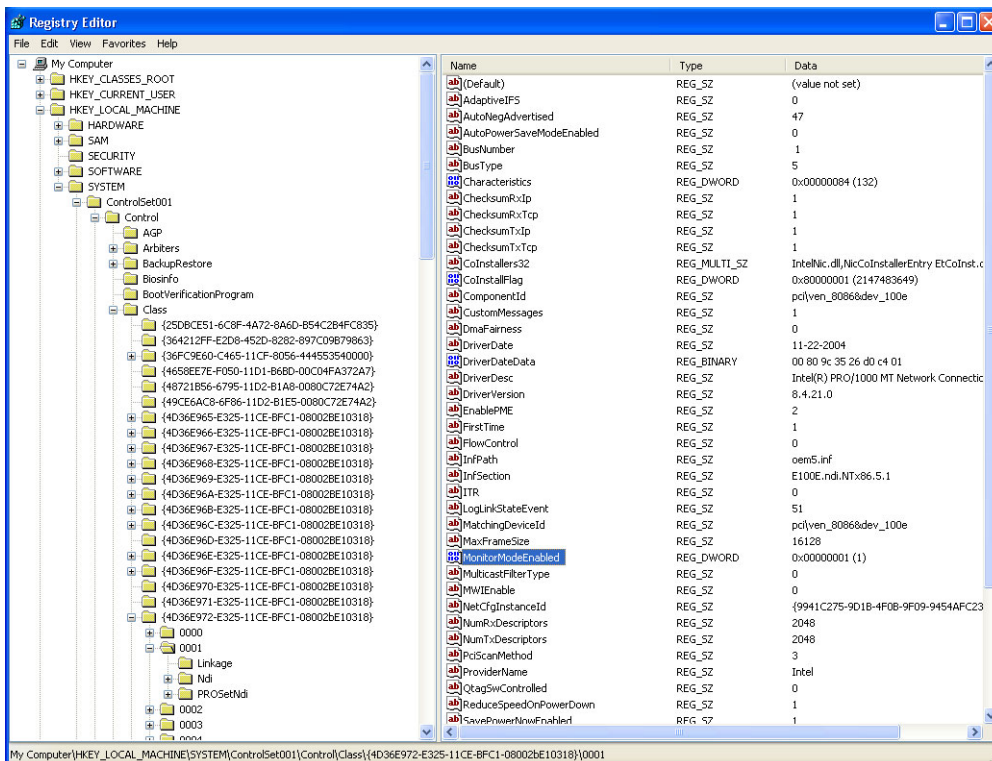 Registry Editor
File Edit View Favorites Help
My Computer
HKEY_CLASSES_ROOT
HKEY_CURRENT_USER
HKEY_LOCAL_MACHINE
HARDWARE
SAM
SECURITY
SOFTWARE
SYSTEM
ControlSet001
Control
AGP
Arbiters
BackupRestore
Biosinfo
BootVerificationProgram
Class
{25DBCE51-6C8F-4A72-8A6D-B54C2B4FC835}
{364212FF-E2D8-452D-8282-897C09B79863}
{36FC9E60-C465-11CF-8056-444553540000}
{4658EE7E-F050-11D1-B6BD-00C04FA372A7}
{48721B56-6795-11D2-B1A8-0080C72E74A2}
{49CE6AC8-6F86-11D2-B1E5-0080C72E74A2}
{4D36E965-E325-11CE-BFC1-08002BE10318}
{4D36E966-E325-11CE-BFC1-08002BE10318}
{4D36E967-E325-11CE-BFC1-08002BE10318}
{4D36E968-E325-11CE-BFC1-08002BE10318}
{4D36E969-E325-11CE-BFC1-08002BE10318}
{4D36E96A-E325-11CE-BFC1-08002BE10318}
{4D36E96B-E325-11CE-BFC1-08002BE10318}
{4D36E96C-E325-11CE-BFC1-08002BE10318}
{4D36E96D-E325-11CE-BFC1-08002BE10318}
{4D36E96E-E325-11CE-BFC1-08002BE10318}
{4D36E96F-E325-11CE-BFC1-08002BE10318}
{4D36E970-E325-11CE-BFC1-08002BE10318}
{4D36E971-E325-11CE-BFC1-08002BE10318}
{4D36E972-E325-11CE-BFC1-08002bE10318}
0000
0001
Linkage
Ndi
PROSetNdi
0002
0003
0004
Name Type Data
(Default) REG_SZ (value not set)
AdaptiveIFS REG_SZ 0
AutoNegAdvertised REG_SZ 47
AutoPowerSaveModeEnabled REG_SZ 0
BusNumber REG_SZ 1
BusType REG_SZ 5
Characteristics REG_DWORD 0x00000084 (132)
ChecksumRxIp REG_SZ 1
ChecksumRxTcp REG_SZ 1
ChecksumTxIp REG_SZ 1
ChecksumTxTcp REG_SZ 1
CoInstallers32 REG_MULTI_SZ IntelNic.dll,NicCoInstallerEntry EtCoInst.d
CoInstallFlag REG_DWORD 0x80000001 (2147483649)
ComponentId REG_SZ pci\ven_8086&dev_100e
CustomMessages REG_SZ 1
DmaFairness REG_SZ 0
DriverDate REG_SZ 11-22-2004
DriverDateData REG_BINARY 00 80 9c 35 26 d0 c4 01
DriverDesc REG_SZ Intel(R) PRO/1000 MT Network Connectio
DriverVersion REG_SZ 8.4.21.0
EnablePME REG_SZ 2
FirstTime REG_SZ 1
FlowControl REG_SZ 0
InfPath REG_SZ oem5.inf
InfSection REG_SZ E100E.ndi.NTx86.5.1
ITR REG_SZ 0
LogLinkStateEvent REG_SZ 51
MatchingDeviceId REG_SZ pci\ven_8086&dev_100e
MaxFrameSize REG_SZ 16128
MonitorModeEnabled REG_DWORD 0x00000001 (1)
MulticastFilterType REG_SZ 0
MWIEnable REG_SZ 0
NetCfgInstanceId REG_SZ {9941C275-9D1B-4F0B-9F09-9454AFC23
NumRxDescriptors REG_SZ 2048
NumTxDescriptors REG_SZ 2048
PciScanMethod REG_SZ 3
ProviderName REG_SZ Intel
QtagSwControlled REG_SZ 0
ReduceSpeedOnPowerDown REG_SZ 1
SavePowerNowEnabled REG_SZ 1
My Computer\HKEY_LOCAL_MACHINE\SYSTEM\ControlSet001\Control\Class\{4D36E972-E325-11CE-BFC1-08002bE10318}\0001